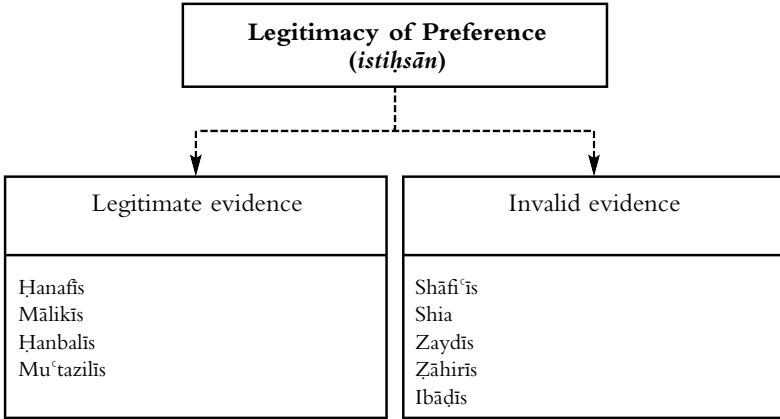 Legitimacy of Preference
(istiḥsān)
Legitimate evidence
Ḥanafīs
Mālikīs
Ḥanbalīs
Muʿtazilīs
Invalid evidence
Shāfiʿīs
Shia
Zaydīs
Ẓāhirīs
Ibāḍīs